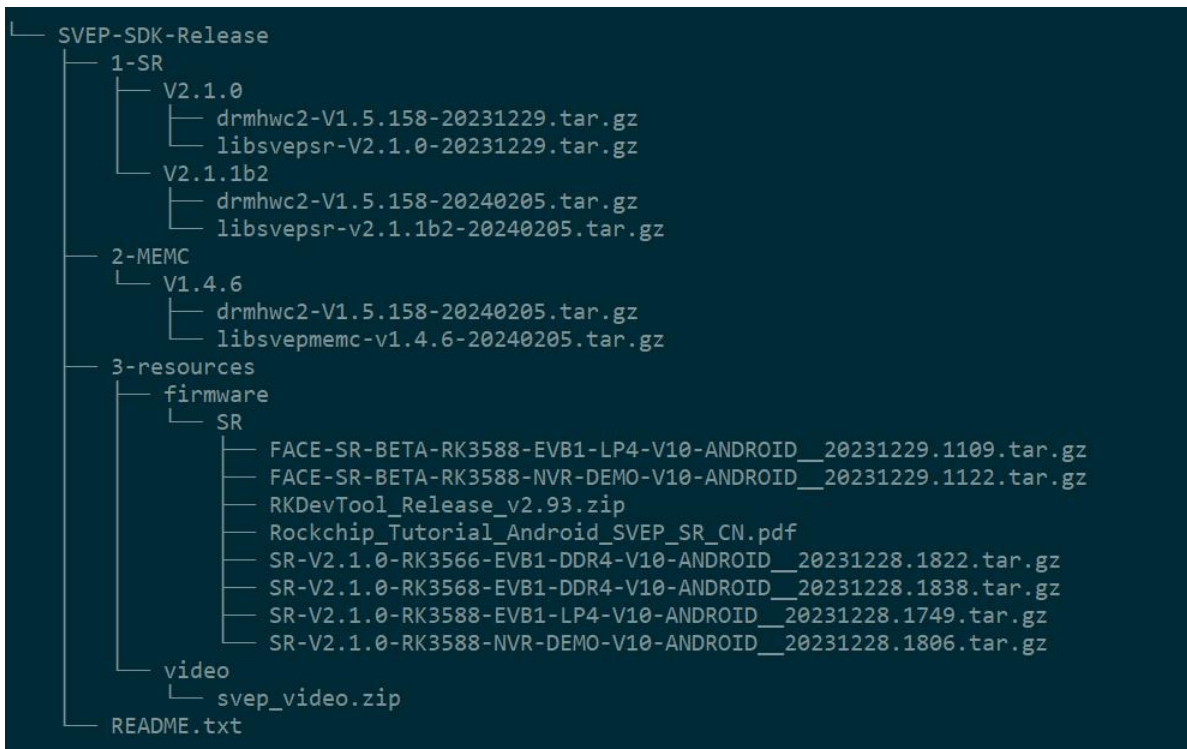 └── SVEP-SDK-Release
    ├── 1-SR
    │   ├── V2.1.0
    │   │   ├── drmhwc2-V1.5.158-20231229.tar.gz
    │   │   └── libsvepsr-V2.1.0-20231229.tar.gz
    │   └── V2.1.1b2
    │       ├── drmhwc2-V1.5.158-20240205.tar.gz
    │       └── libsvepsr-v2.1.1b2-20240205.tar.gz
    ├── 2-MEMC
    │   └── V1.4.6
    │       ├── drmhwc2-V1.5.158-20240205.tar.gz
    │       └── libsvepmemc-v1.4.6-20240205.tar.gz
    ├── 3-resources
    │   ├── firmware
    │   │   └── SR
    │   │       ├── FACE-SR-BETA-RK3588-EVB1-LP4-V10-ANDROID__20231229.1109.tar.gz
    │   │       ├── FACE-SR-BETA-RK3588-NVR-DEMO-V10-ANDROID__20231229.1122.tar.gz
    │   │       ├── RKDevTool_Release_v2.93.zip
    │   │       ├── Rockchip_Tutorial_Android_SVEP_SR_CN.pdf
    │   │       ├── SR-V2.1.0-RK3566-EVB1-DDR4-V10-ANDROID__20231228.1822.tar.gz
    │   │       ├── SR-V2.1.0-RK3568-EVB1-DDR4-V10-ANDROID__20231228.1838.tar.gz
    │   │       ├── SR-V2.1.0-RK3588-EVB1-LP4-V10-ANDROID__20231228.1749.tar.gz
    │   │       └── SR-V2.1.0-RK3588-NVR-DEMO-V10-ANDROID__20231228.1806.tar.gz
    │   └── video
    │       └── svep_video.zip
    └── README.txt